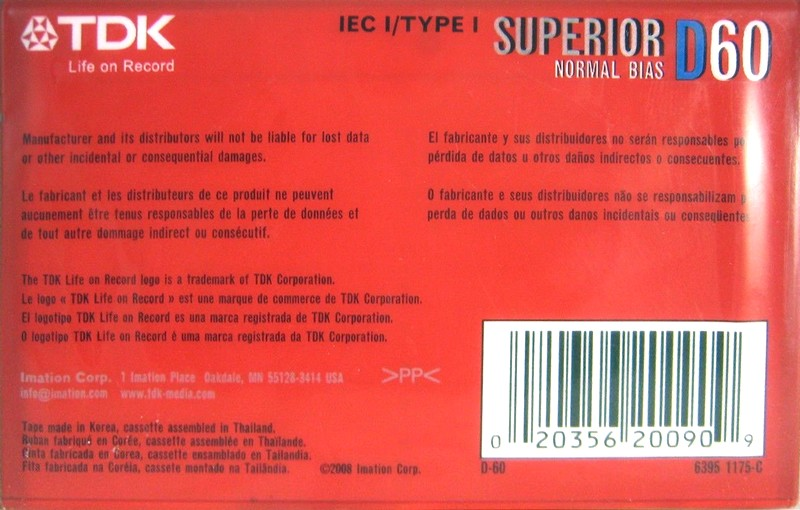 TDK
Life on Record
IEC I/TYPE I
SUPERIOR
NORMAL BIAS
D60
Manufacturer and its distributors will not be liable for lost data
or other incidental or consequential damages.
Le fabricant et les distributeurs de ce produit ne peuvent
aucunement être tenus responsables de la perte de données et
de tout autre dommage indirect ou consécutif.
El fabricante y sus distribuidores no serán responsables po
pérdida de datos u otros daños indirectos o consecuentes.
O fabricante e seus distribuidores não se responsabilizam p
perda de dados ou outros danos incidentais ou conseqüente
The TDK Life on Record logo is a trademark of TDK Corporation.
Le logo « TDK Life on Record » est une marque de commerce de TDK Corporation.
El logotipo TDK Life on Record es una marca registrada de TDK Corporation.
O logotipo TDK Life on Record é uma marca registrada da TDK Corporation.
Imation Corp. 1 Imation Place Oakdale, MN 55128-3414 USA
info@imation.com www.tdk-media.com
>PP<
Tape made in Korea, cassette assembled in Thailand.
Ruban fabriqué en Corée, cassette assemblée en Thaïlande.
Cinta fabricada en Corea, cassette ensamblado en Tailandia.
Fita fabricada na Coréia, cassete montado na Tailândia.
©2008 Imation Corp.
0 20356 20090 9
D-60
6395 1175-C